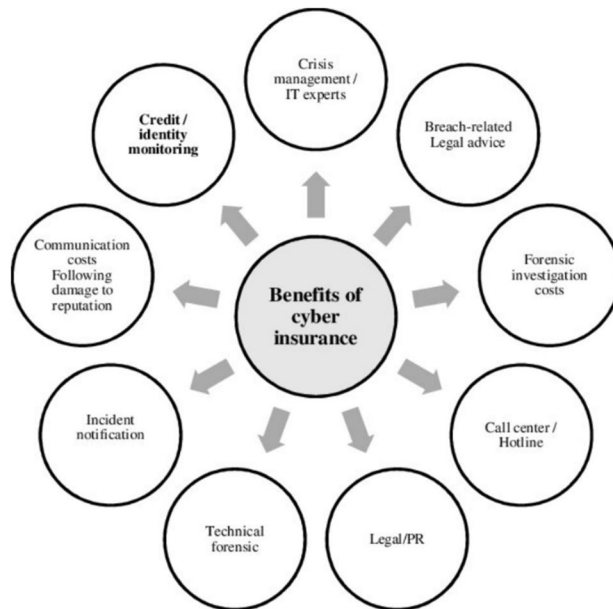 Crisis
management /
IT experts
Breach-related
Legal advice
Forensic
investigation
costs
Call center /
Hotline
Legal/PR
Technical
forensic
Incident
notification
Communication
costs
Following
damage to
reputation
Credit /
identity
monitoring
Benefits of
cyber
insurance